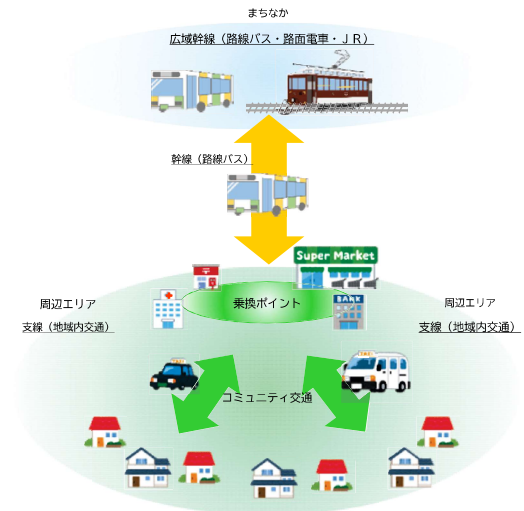 まちなか
広域幹線（路線バス・路面電車・ＪＲ）
幹線（路線バス）
Super Market
〒
乗換ポイント
BANK
周辺エリア
支線（地域内交通）
周辺エリア
支線（地域内交通）
コミュニティ交通